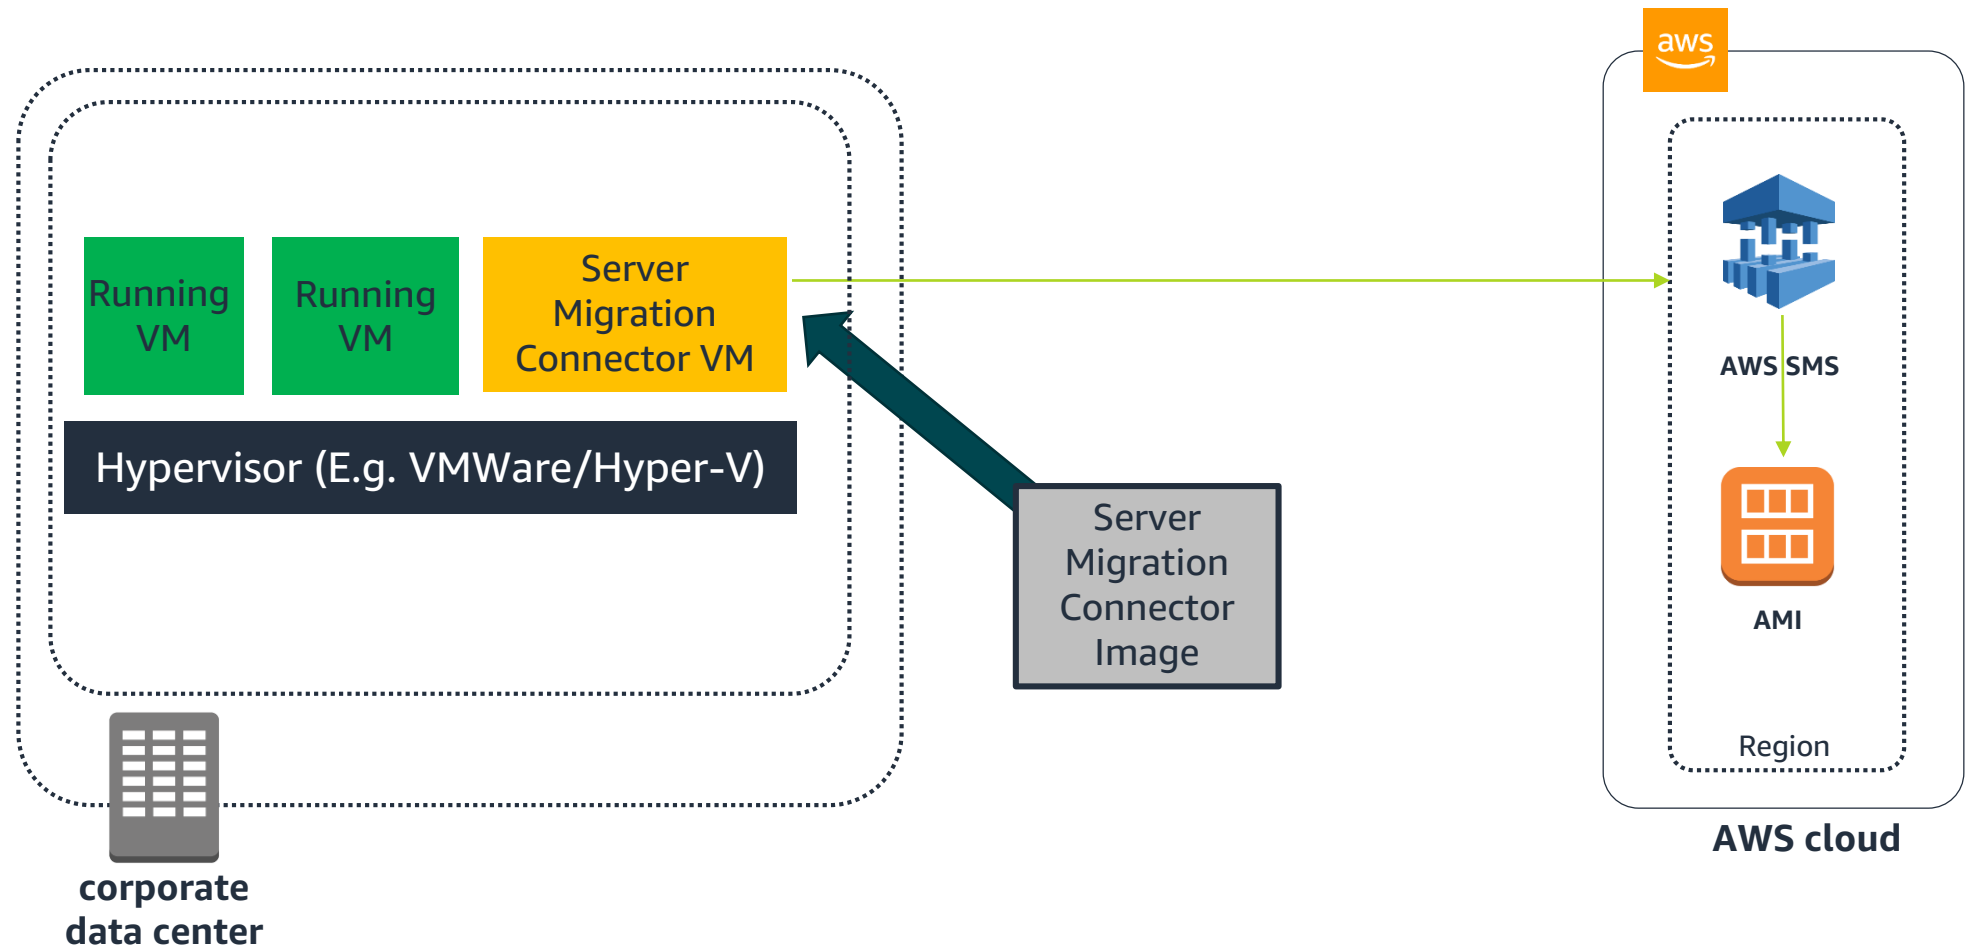 aws
Running
VM
Running
VM
Server
Migration
Connector VM
Hypervisor (E.g. VMWare/Hyper-V)
Server
Migration
Connector
Image
AWS SMS
AMI
Region
AWS cloud
corporate
data center